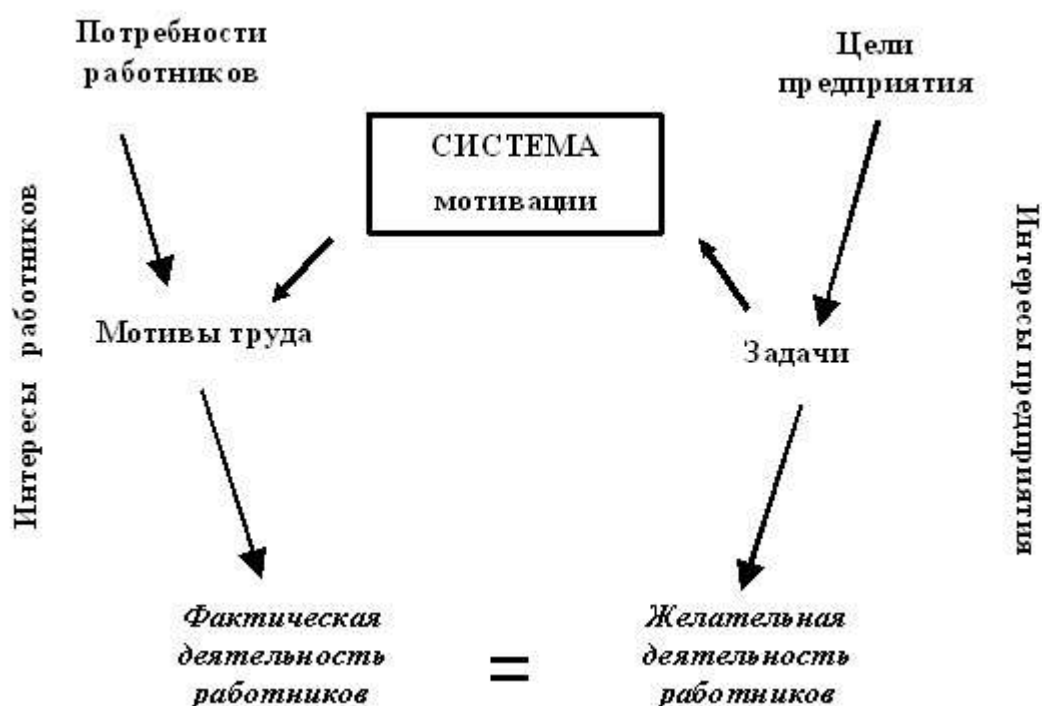 Потребности
работников
Цели
предприятия
СИСТЕМА
мотивации
Интересы работников
Интересы предприятия
Мотивы труда
Задачи
Фактическая
деятельность
работников
=
Желательная
деятельность
работников